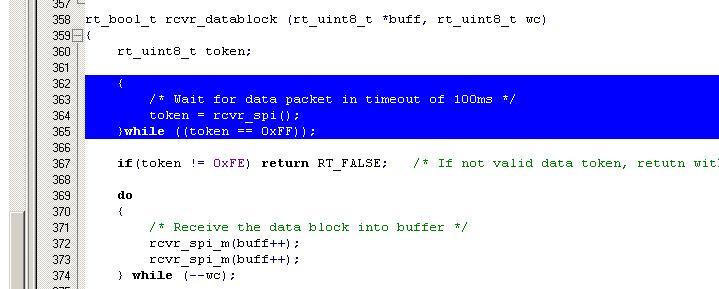 357
358 rt_bool_t rcvr_datablock (rt_uint8_t *buff, rt_uint8_t wc)
359 {
360     rt_uint8_t token;
361
362     {
363         /* Wait for data packet in timeout of 100ms */
364         token = rcvr_spi();
365     }while ((token == 0xFF));
366
367     if(token != 0xFE) return RT_FALSE;   /* If not valid data token, retutn wit
368
369     do
370     {
371         /* Receive the data block into buffer */
372         rcvr_spi_m(buff++);
373         rcvr_spi_m(buff++);
374     } while (--wc);